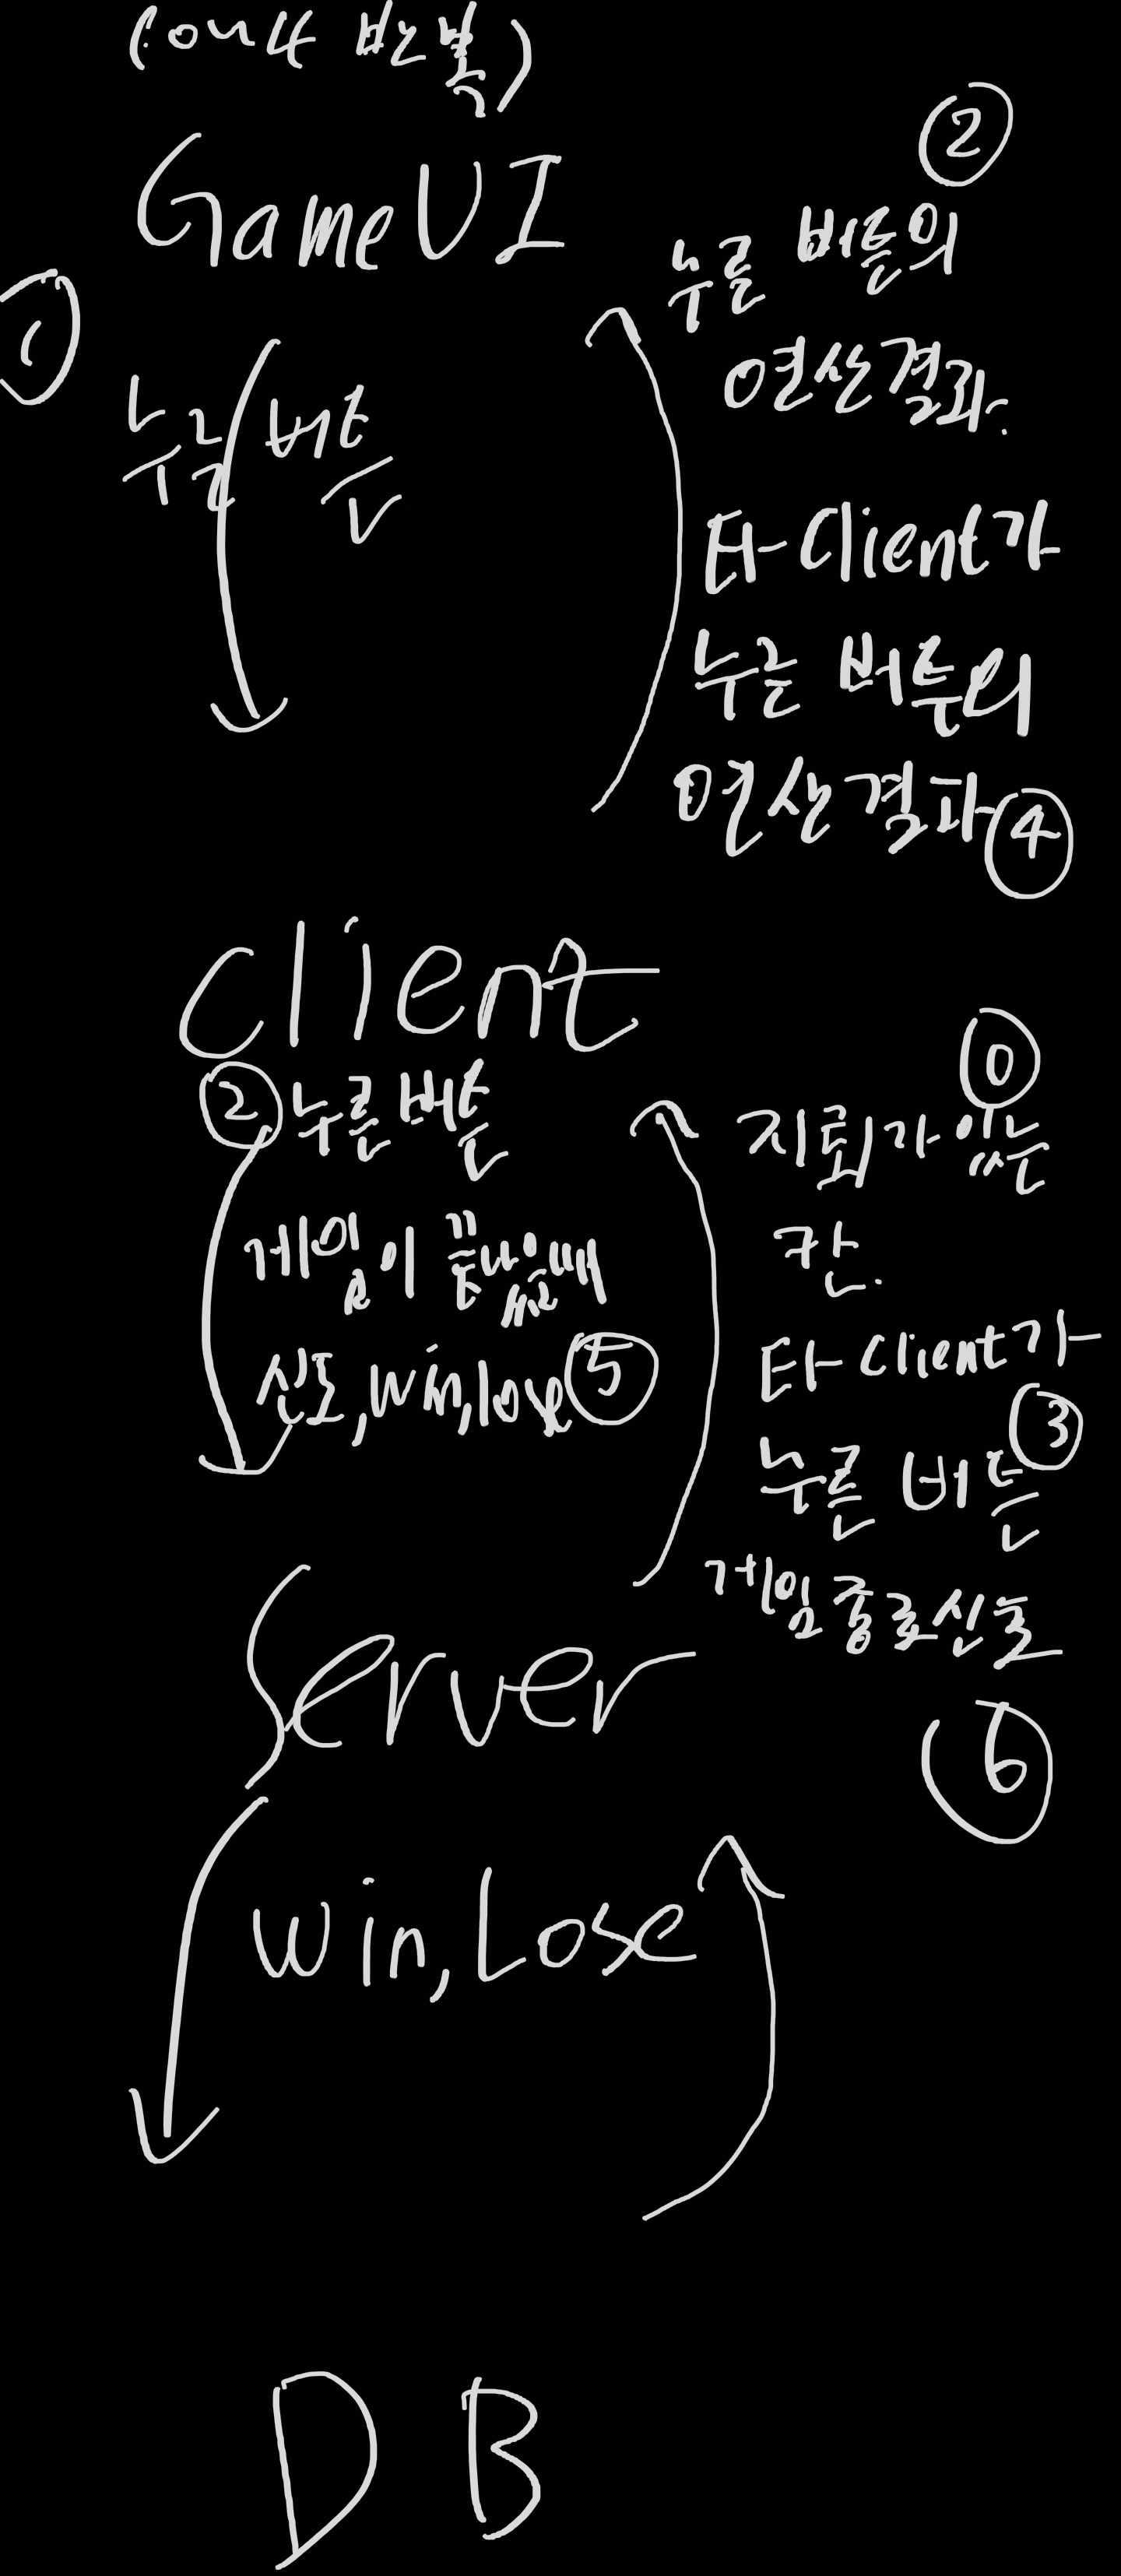 (0~4 반복)
GameUI
①
누른 버튼
②
누를 버튼의
연산결과.
타 Client가
누른 버튼의
연산결과 ④
Client
② 누른 버튼
게임이 끝났을때
신호, win, lose ⑤
⓪
지뢰가 있는
칸.
타 Client가
누른 버튼 ③
게임 종료신호
⑥
Server
Win, Lose
DB